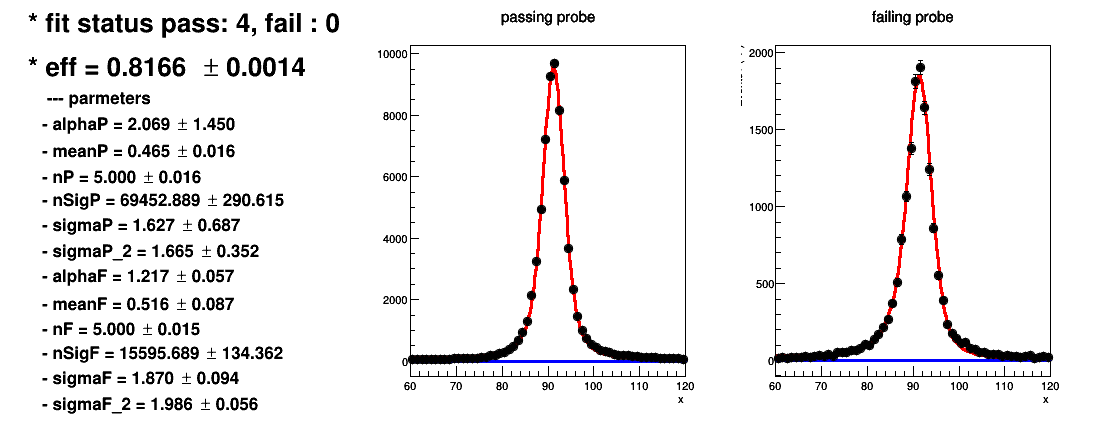 * fit status pass: 4, fail : 0
* eff = 0.8166 ± 0.0014
--- parmeters
- alphaP = 2.069 ± 1.450
- meanP = 0.465 ± 0.016
- nP = 5.000 ± 0.016
- nSigP = 69452.889 ± 290.615
- sigmaP = 1.627 ± 0.687
- sigmaP_2 = 1.665 ± 0.352
- alphaF = 1.217 ± 0.057
- meanF = 0.516 ± 0.087
- nF = 5.000 ± 0.015
- nSigF = 15595.689 ± 134.362
- sigmaF = 1.870 ± 0.094
- sigmaF_2 = 1.986 ± 0.056
passing probe
10000
8000
6000
4000
2000
0
60 70 80 90 100 110 120
x
failing probe
2000
1500
1000
500
0
60 70 80 90 100 110 120
x